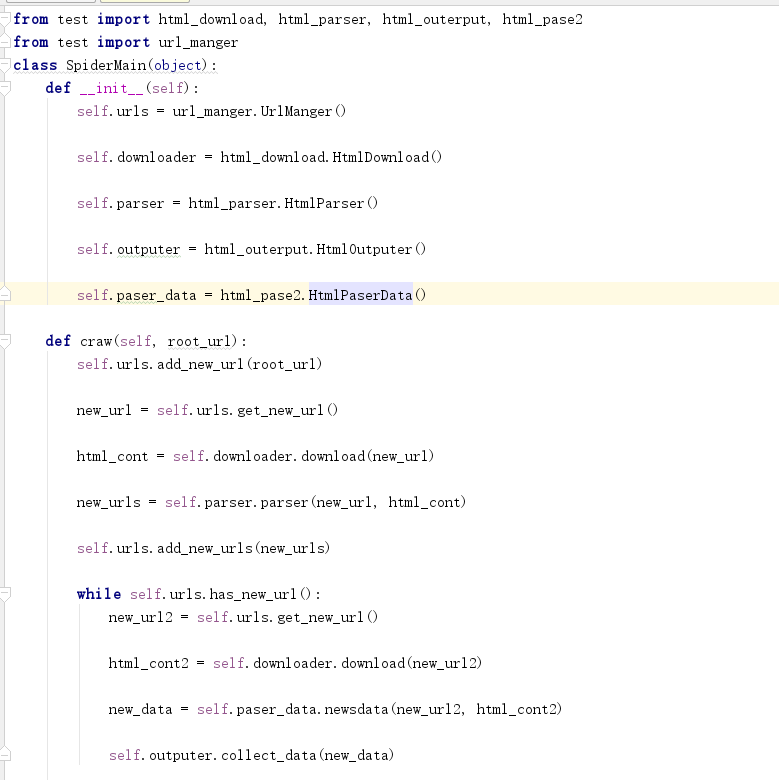 from test import html_download, html_parser, html_outerput, html_pase2
from test import url_manger
class SpiderMain(object):
    def __init__(self):
        self.urls = url_manger.UrlManger()
        self.downloader = html_download.HtmlDownload()
        self.parser = html_parser.HtmlParser()
        self.outputer = html_outerput.HtmlOutputer()
        self.paser_data = html_pase2.HtmlPaserData()
    def craw(self, root_url):
        self.urls.add_new_url(root_url)
        new_url = self.urls.get_new_url()
        html_cont = self.downloader.download(new_url)
        new_urls = self.parser.parser(new_url, html_cont)
        self.urls.add_new_urls(new_urls)
        while self.urls.has_new_url():
            new_url2 = self.urls.get_new_url()
            html_cont2 = self.downloader.download(new_url2)
            new_data = self.paser_data.newsdata(new_url2, html_cont2)
            self.outputer.collect_data(new_data)